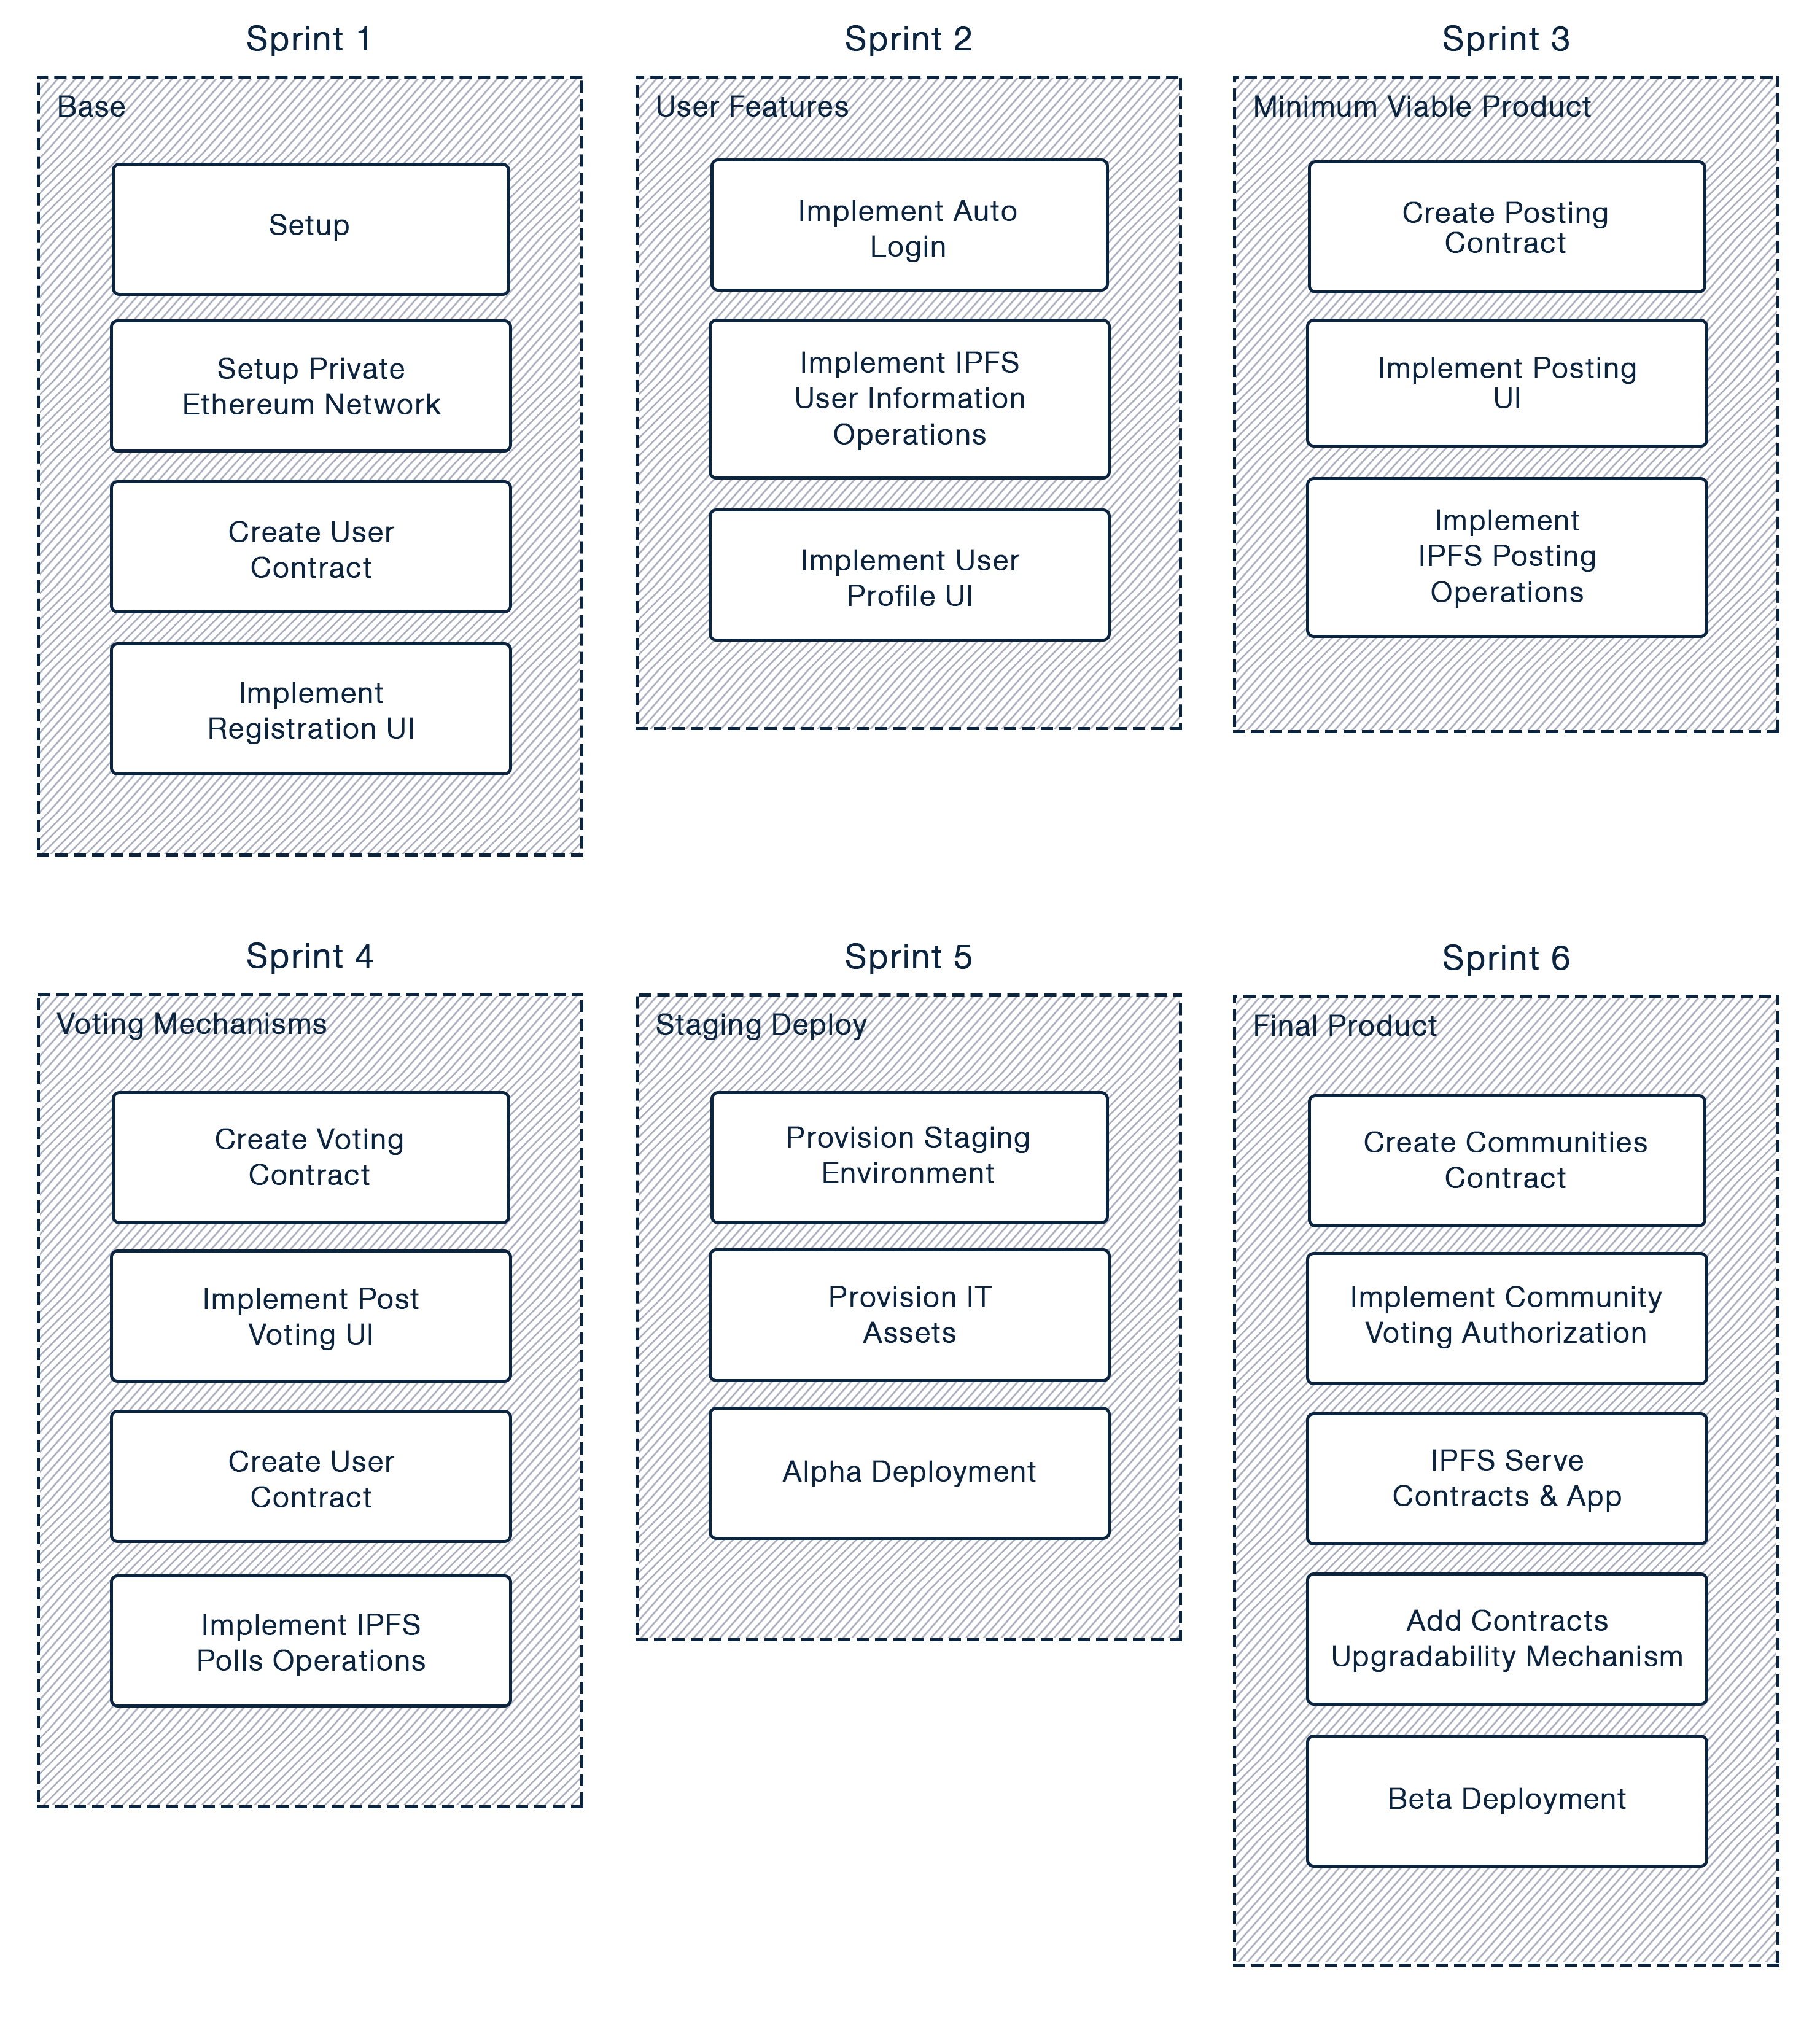 Sprint 1
Base
Setup
Setup Private
Ethereum Network
Create User
Contract
Implement
Registration UI
Sprint 2
User Features
Implement Auto
Login
Implement IPFS
User Information
Operations
Implement User
Profile UI
Sprint 3
Minimum Viable Product
Create Posting
Contract
Implement Posting
UI
Implement
IPFS Posting
Operations
Sprint 4
Voting Mechanisms
Create Voting
Contract
Implement Post
Voting UI
Create User
Contract
Implement IPFS
Polls Operations
Sprint 5
Staging Deploy
Provision Staging
Environment
Provision IT
Assets
Alpha Deployment
Sprint 6
Final Product
Create Communities
Contract
Implement Community
Voting Authorization
IPFS Serve
Contracts & App
Add Contracts
Upgradability Mechanism
Beta Deployment